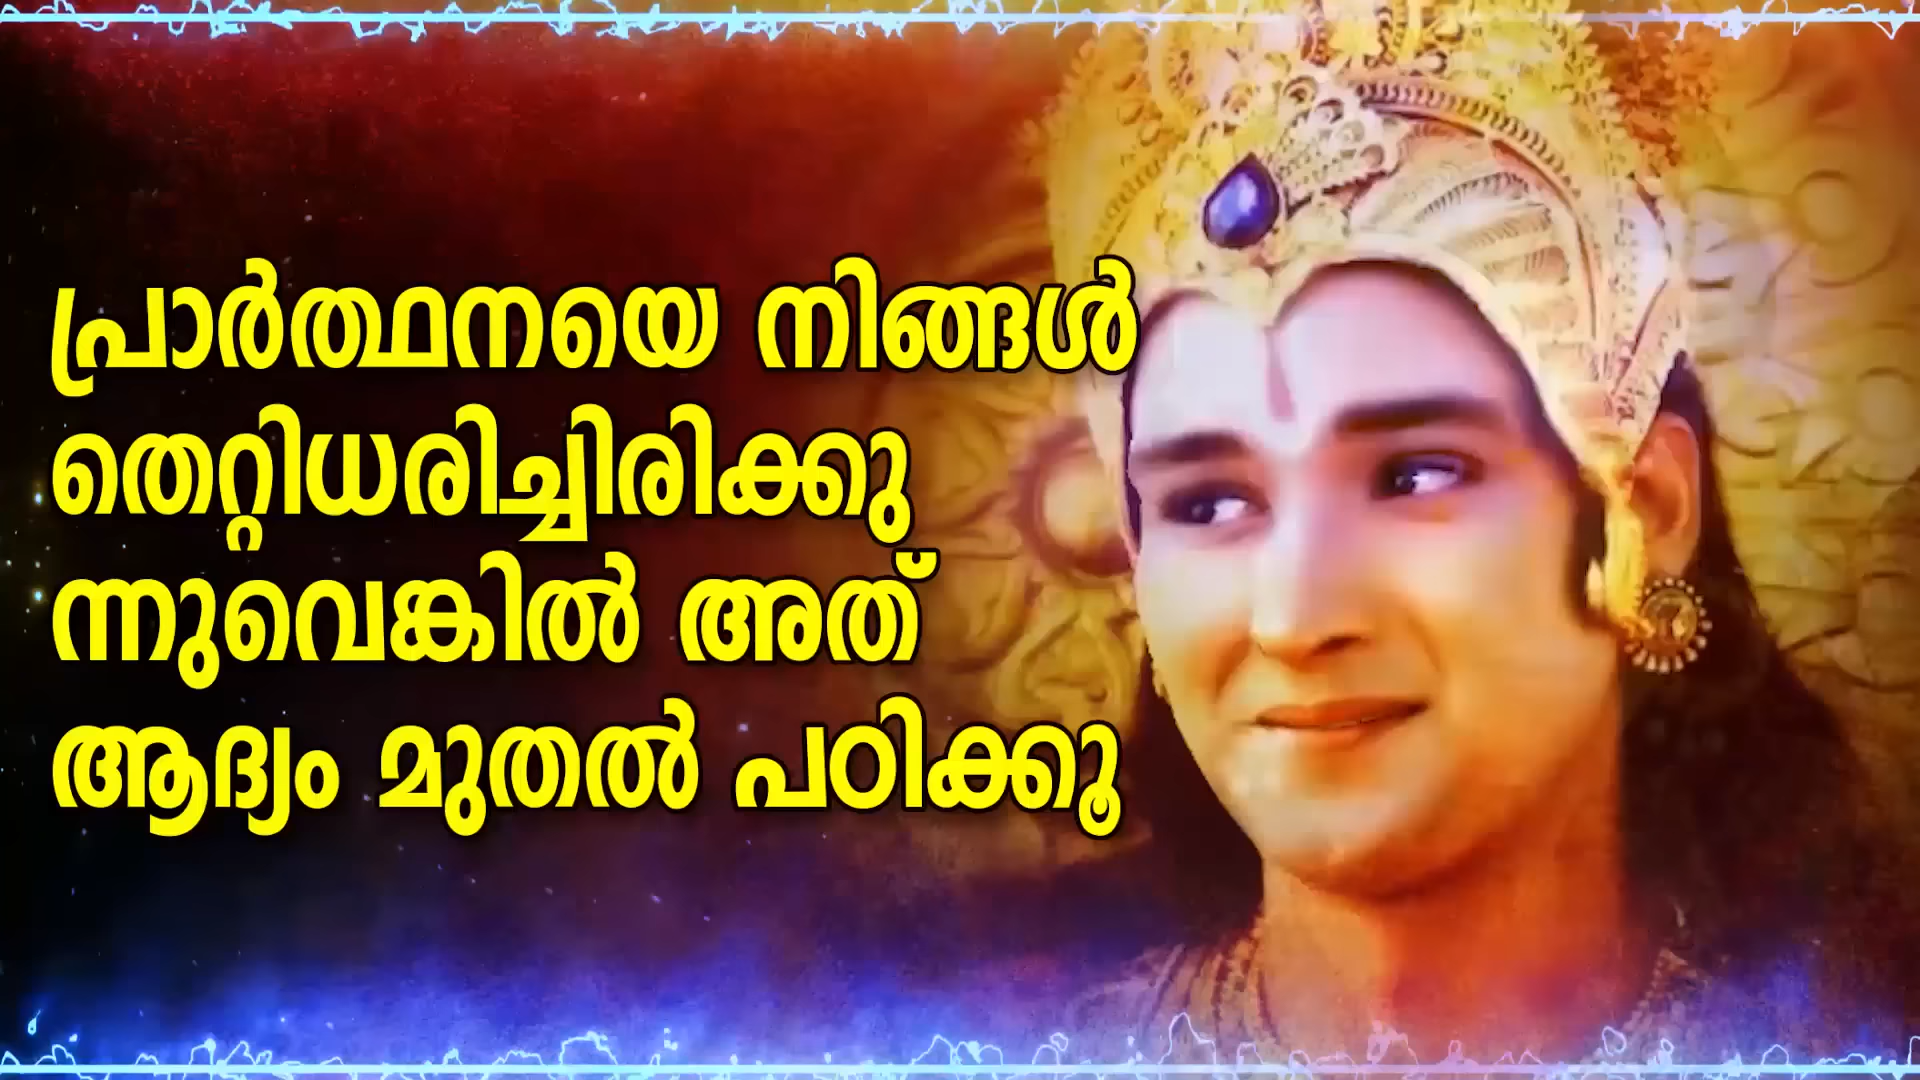 പ്രാർത്ഥനയെ നിങ്ങൾ
തെറ്റിധരിച്ചിരിക്കു
ന്നുവെങ്കിൽ അത്
ആദ്യം മുതൽ പഠിക്കൂ